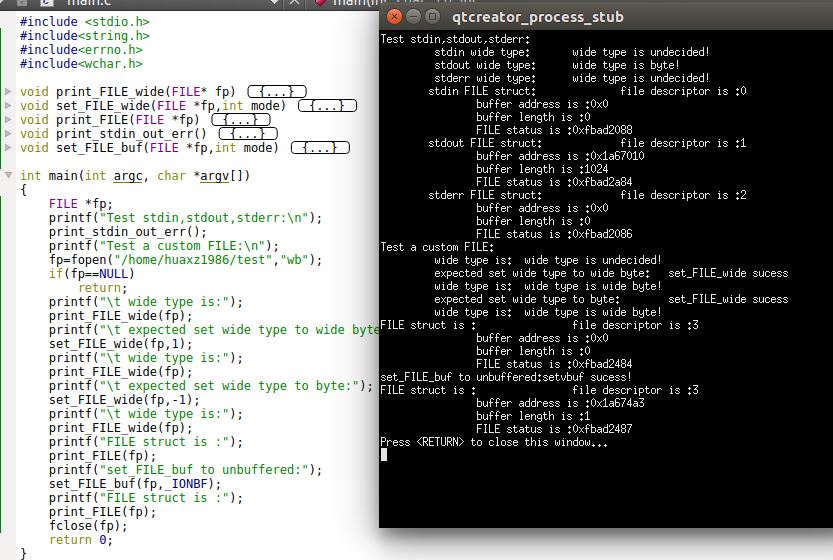 main.c
#include <stdio.h>
#include<string.h>
#include<errno.h>
#include<wchar.h>
void print_FILE_wide(FILE* fp) {...}
void set_FILE_wide(FILE *fp,int mode) {...}
void print_FILE(FILE *fp) {...}
void print_stdin_out_err() {...}
void set_FILE_buf(FILE *fp,int mode) {...}
int main(int argc, char *argv[])
{
FILE *fp;
printf("Test stdin,stdout,stderr:\n");
print_stdin_out_err();
printf("Test a custom FILE:\n");
fp=fopen("/home/huaxz1986/test","wb");
if(fp==NULL)
return;
printf("\t wide type is:");
print_FILE_wide(fp);
printf("\t expected set wide type to wide byte
set_FILE_wide(fp,1);
printf("\t wide type is:");
print_FILE_wide(fp);
printf("\t expected set wide type to byte:");
set_FILE_wide(fp,-1);
printf("\t wide type is:");
print_FILE_wide(fp);
printf("FILE struct is :");
print_FILE(fp);
printf("set_FILE_buf to unbuffered:");
set_FILE_buf(fp,_IONBF);
printf("FILE struct is :");
print_FILE(fp);
fclose(fp);
return 0;
}
qtcreator_process_stub
Test stdin,stdout,stderr:
stdin wide type: wide type is undecided!
stdout wide type: wide type is byte!
stderr wide type: wide type is undecided!
stdin FILE struct: file descriptor is :0
buffer address is :0x0
buffer length is :0
FILE status is :0xfbad2088
stdout FILE struct: file descriptor is :1
buffer address is :0x1a67010
buffer length is :1024
FILE status is :0xfbad2a84
stderr FILE struct: file descriptor is :2
buffer address is :0x0
buffer length is :0
FILE status is :0xfbad2086
Test a custom FILE:
wide type is: wide type is undecided!
expected set wide type to wide byte: set_FILE_wide sucess
wide type is: wide type is wide byte!
expected set wide type to byte: set_FILE_wide sucess
wide type is: wide type is wide byte!
FILE struct is : file descriptor is :3
buffer address is :0x0
buffer length is :0
FILE status is :0xfbad2484
set_FILE_buf to unbuffered:setvbuf sucess!
FILE struct is : file descriptor is :3
buffer address is :0x1a674a3
buffer length is :1
FILE status is :0xfbad2487
Press <RETURN> to close this window...